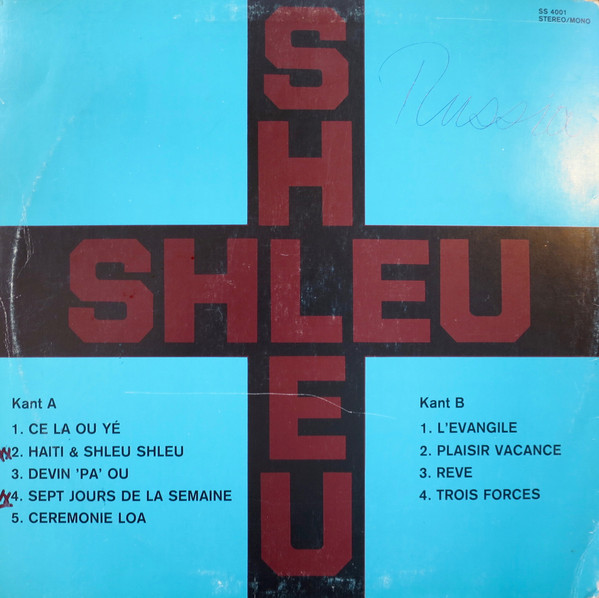 SS 4001
STEREO/MONO
SHLEU
SHLEU
Kant A
1. CE LA OU YÉ
2. HAITI & SHLEU SHLEU
3. DEVIN 'PA' OU
4. SEPT JOURS DE LA SEMAINE
5. CEREMONIE LOA
Kant B
1. L'EVANGILE
2. PLAISIR VACANCE
3. REVE
4. TROIS FORCES